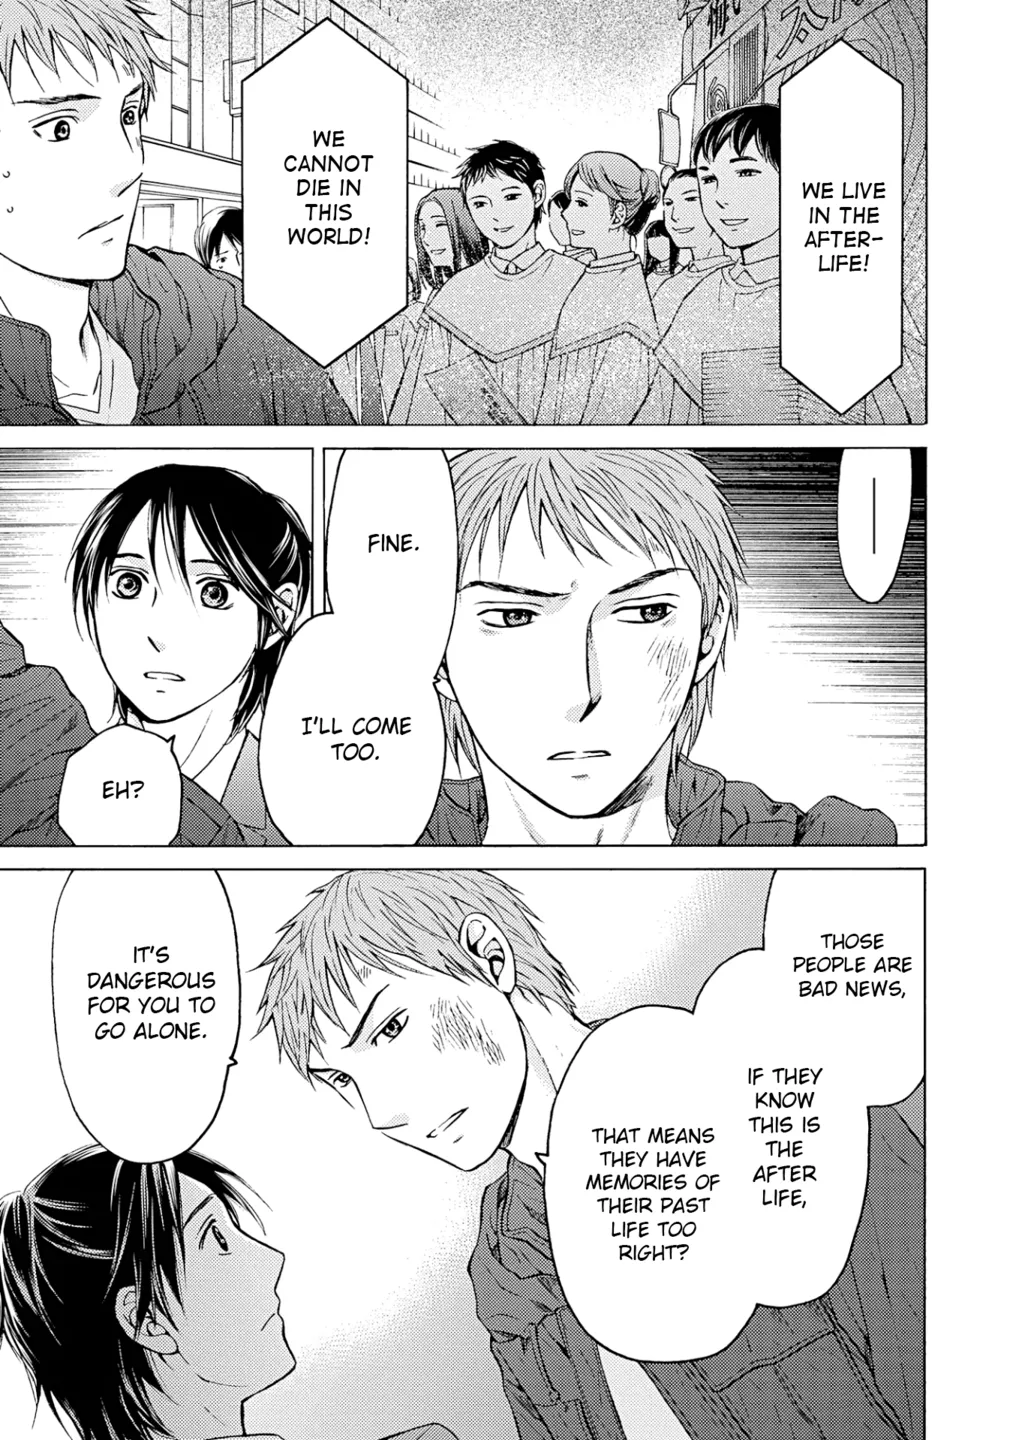 WE LIVE
IN THE
AFTER-
LIFE!
WE
CANNOT
DIE IN
THIS
WORLD!
FINE.
I'LL COME
TOO.
EH?
THOSE
PEOPLE ARE
BAD NEWS,
IF THEY
KNOW
THIS IS
THE
AFTER
LIFE,
THAT MEANS
THEY HAVE
MEMORIES OF
THEIR PAST
LIFE TOO
RIGHT?
IT'S
DANGEROUS
FOR YOU TO
GO ALONE.